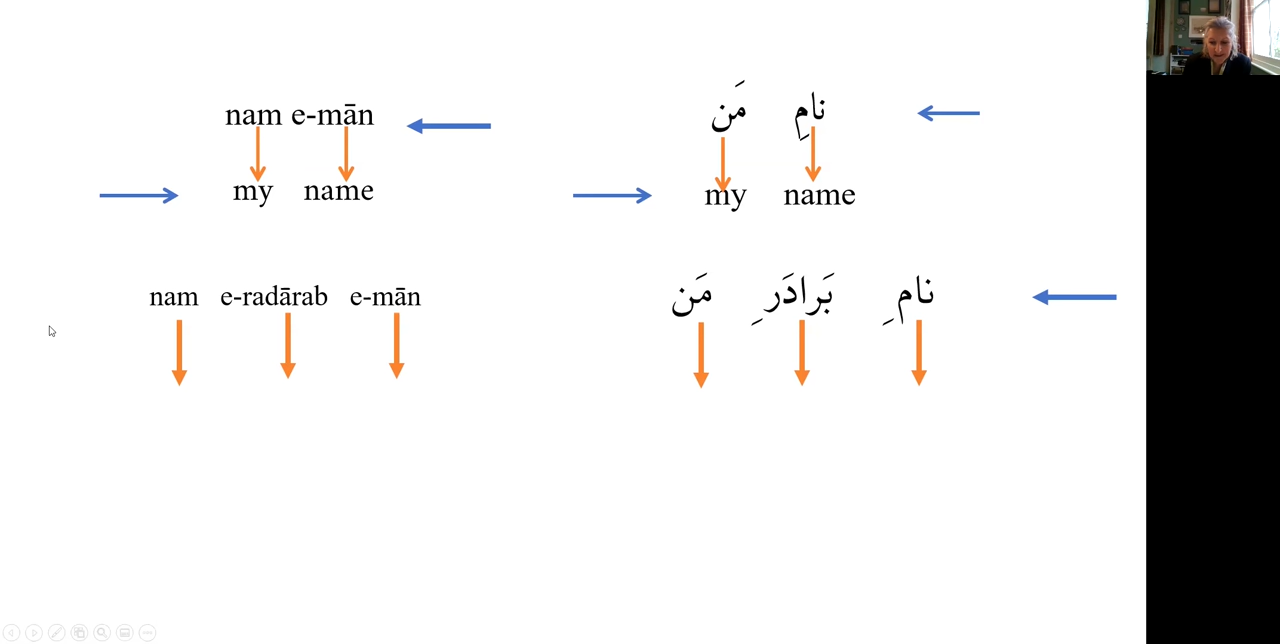 nam e-mān
my name
نامِ مَن
my name
nam e-radārab e-mān
نامِ بَرادَرِ مَن